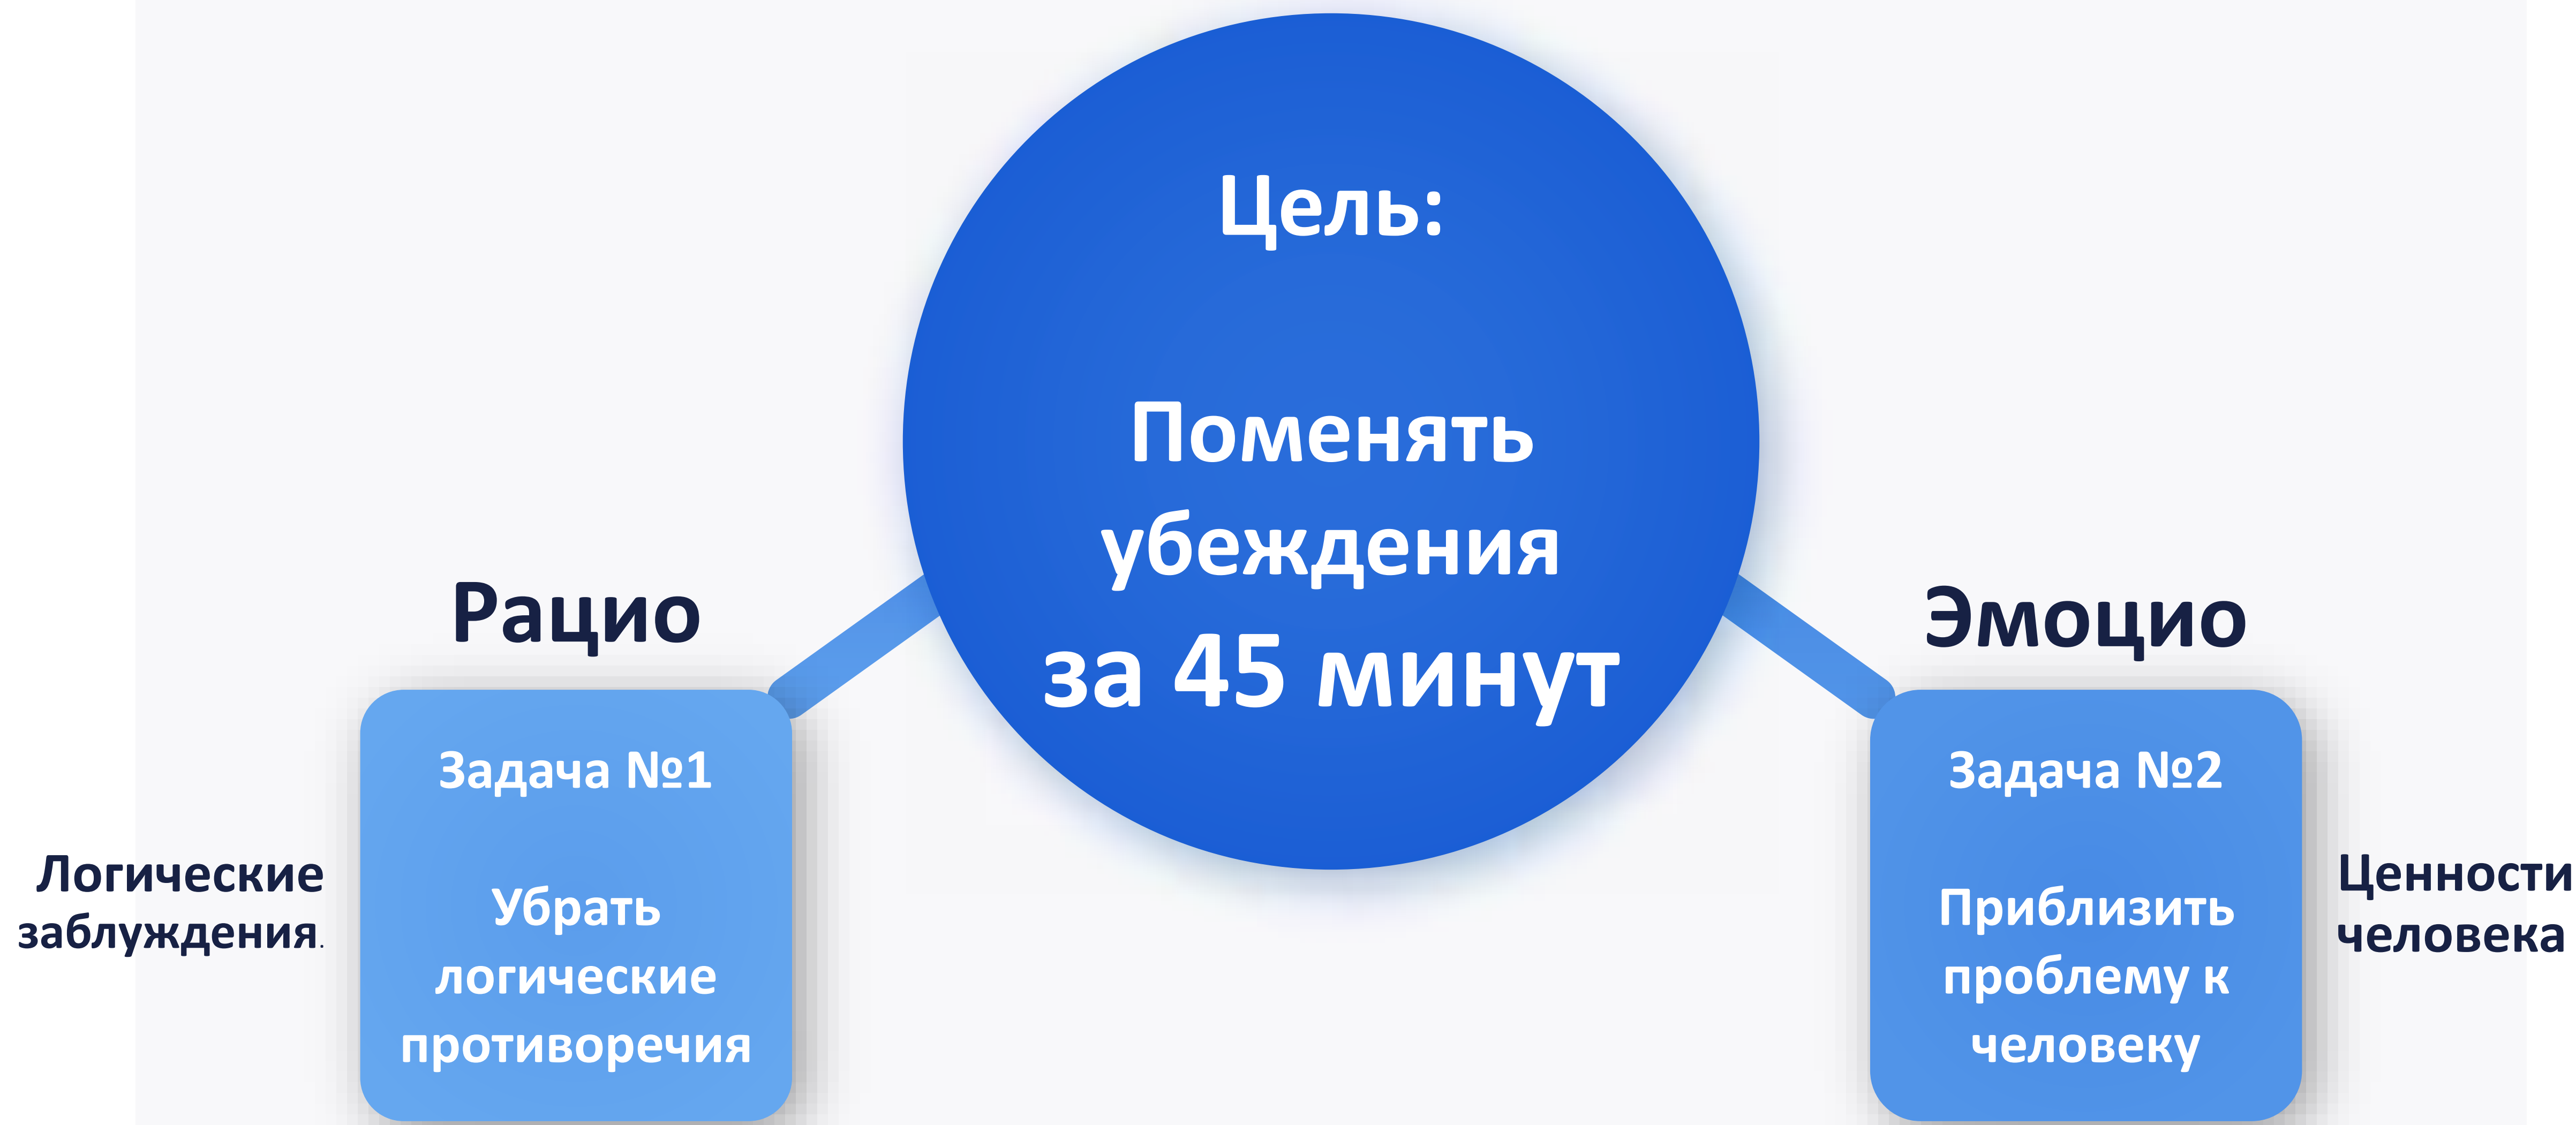 Цель:
Поменять
убеждения
за 45 минут
Рацио
Эмоцио
Задача №1
Убрать
логические
противоречия
Логические
заблуждения.
Задача №2
Приблизить
проблему к
человеку
Ценности
человека